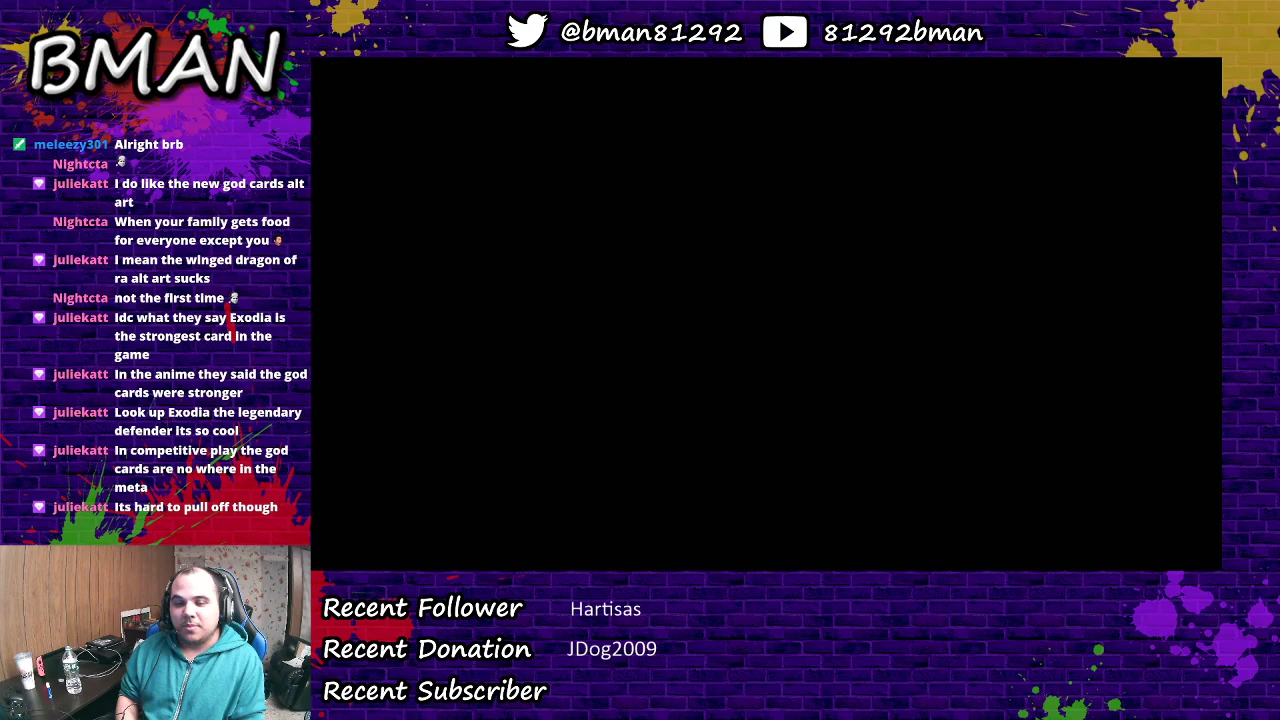 BMAN
@bman81292
81292bman
meleezy301 Alright brb
Nightcta
juliekatt I do like the new god cards alt
art
Nightcta When your family gets food
for everyone except you
juliekatt I mean the winged dragon of
ra alt art sucks
Nightcta not the first time
juliekatt Idc what they say Exodia is
the strongest card in the
game
juliekatt In the anime they said the god
cards were stronger
juliekatt Look up Exodia the legendary
defender its so cool
juliekatt In competitive play the god
cards are no where in the
meta
juliekatt Its hard to pull off though
Recent Follower Hartisas
Recent Donation JDog2009
Recent Subscriber